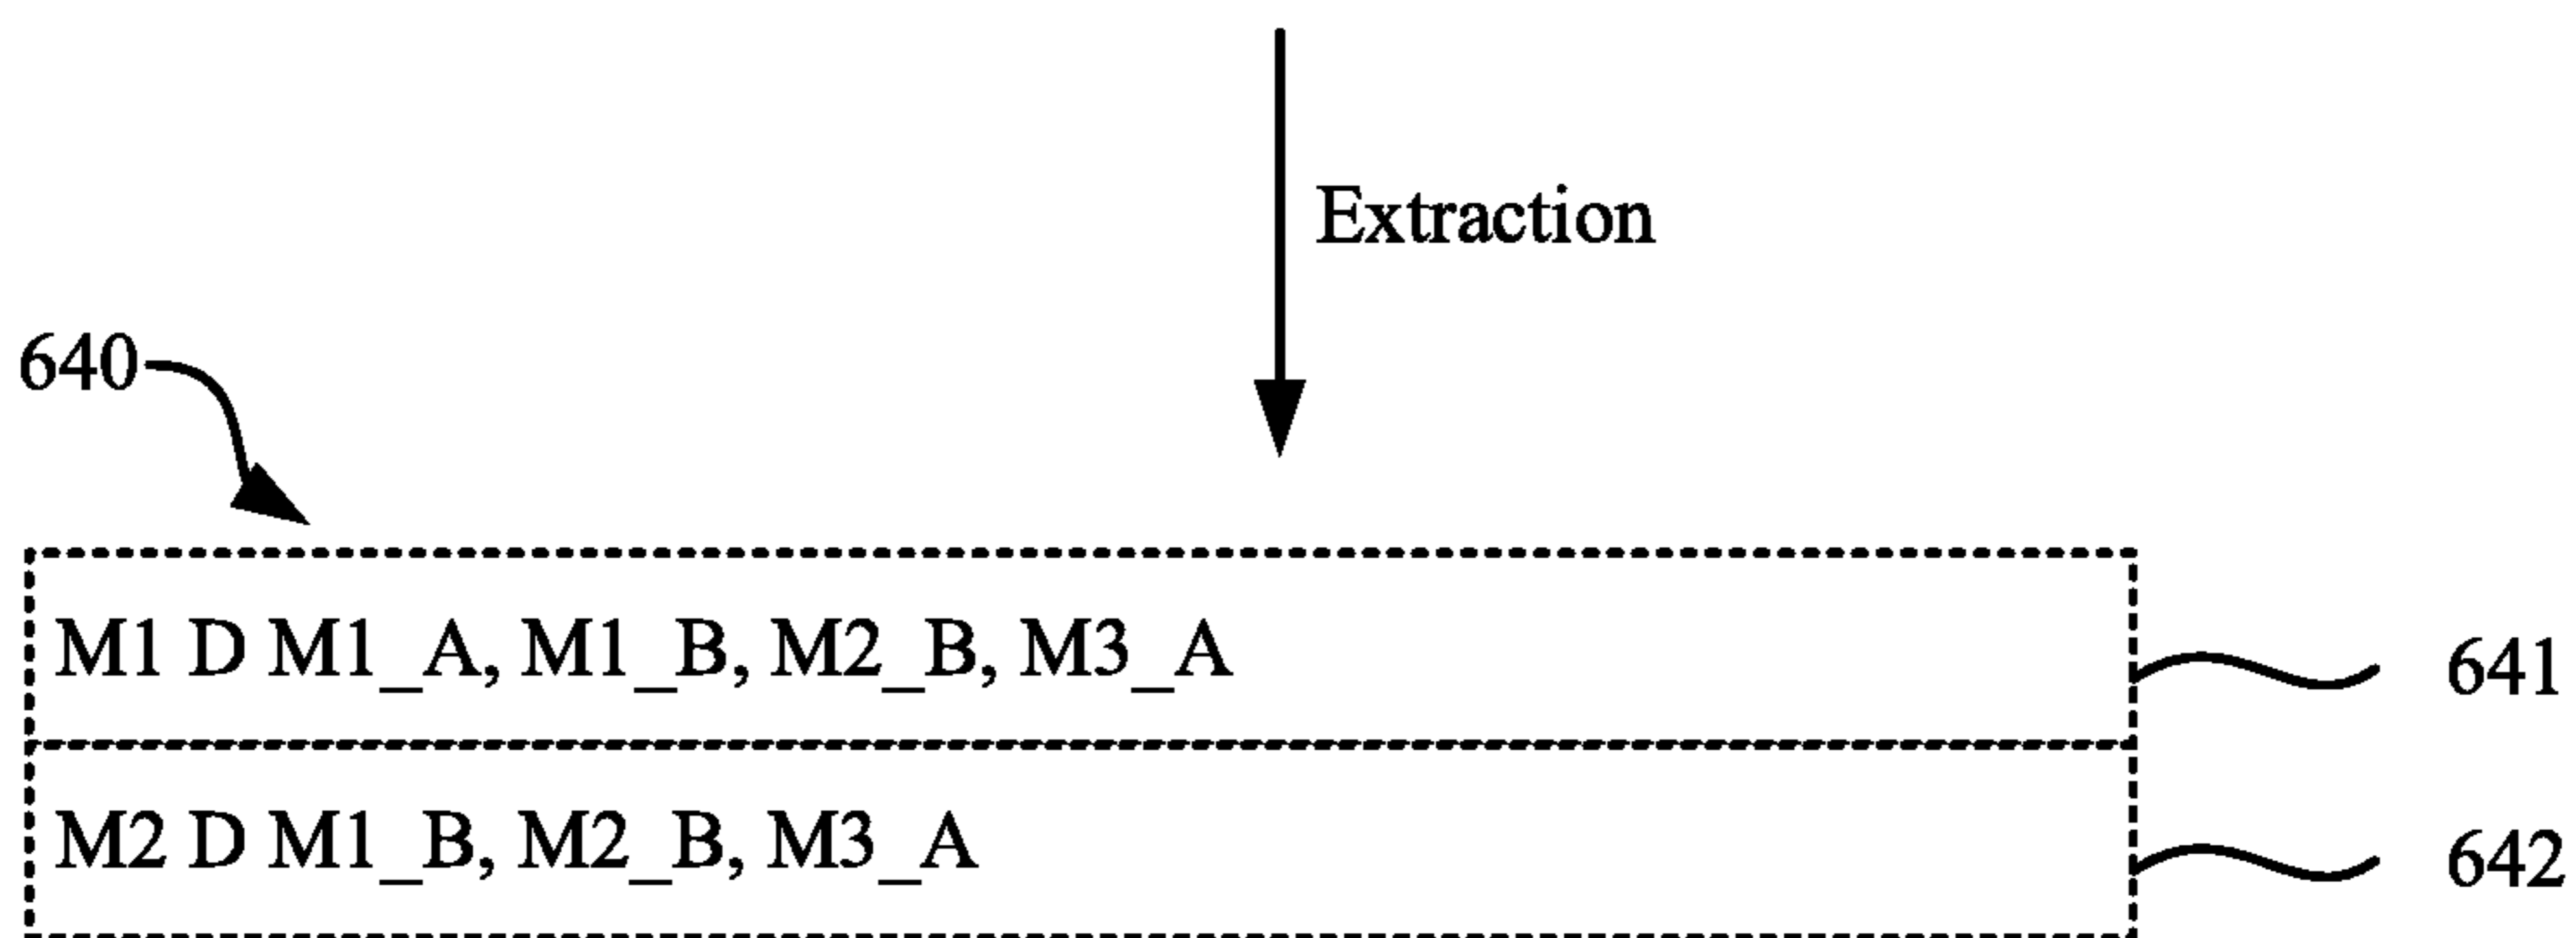 Extraction
640
M1 D M1_A, M1_B, M2_B, M3_A
641
M2 D M1_B, M2_B, M3_A
642